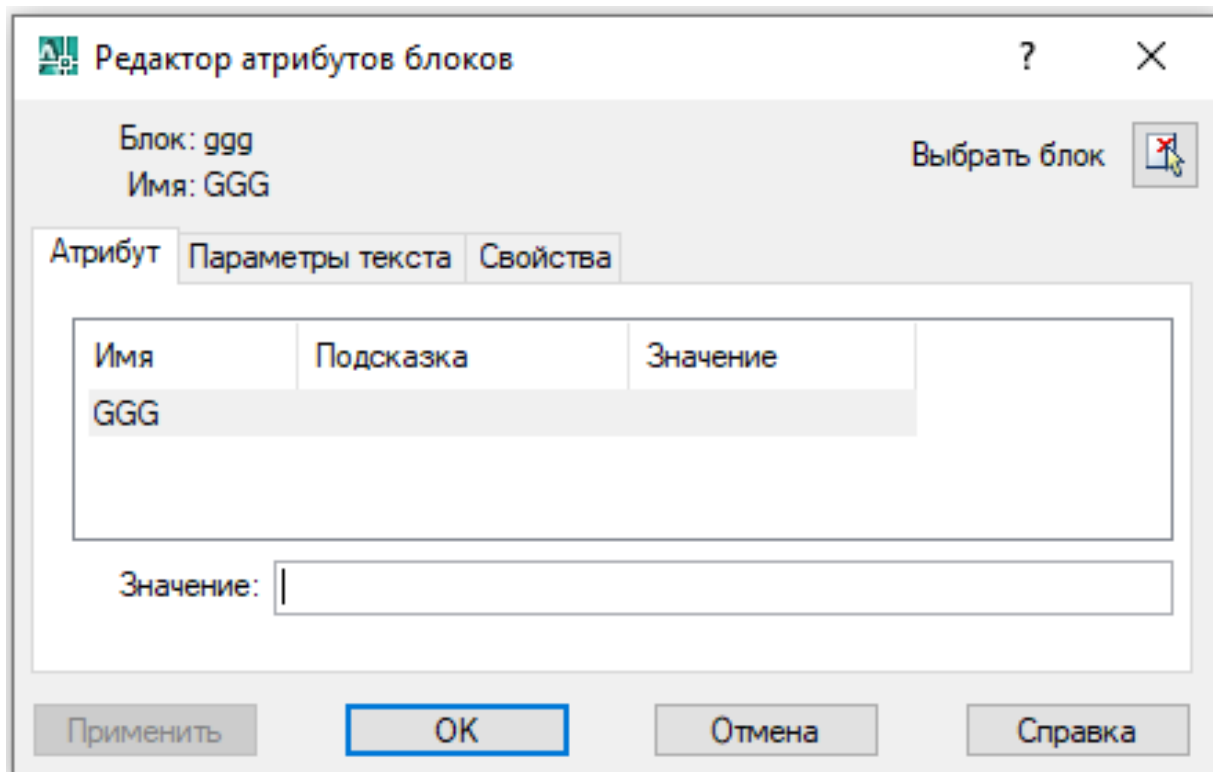 Редактор атрибутов блоков ?
Блок: ggg
Имя: GGG
Выбрать блок
Атрибут Параметры текста Свойства
Имя Подсказка Значение
GGG
Значение:
Применить OK Отмена Справка